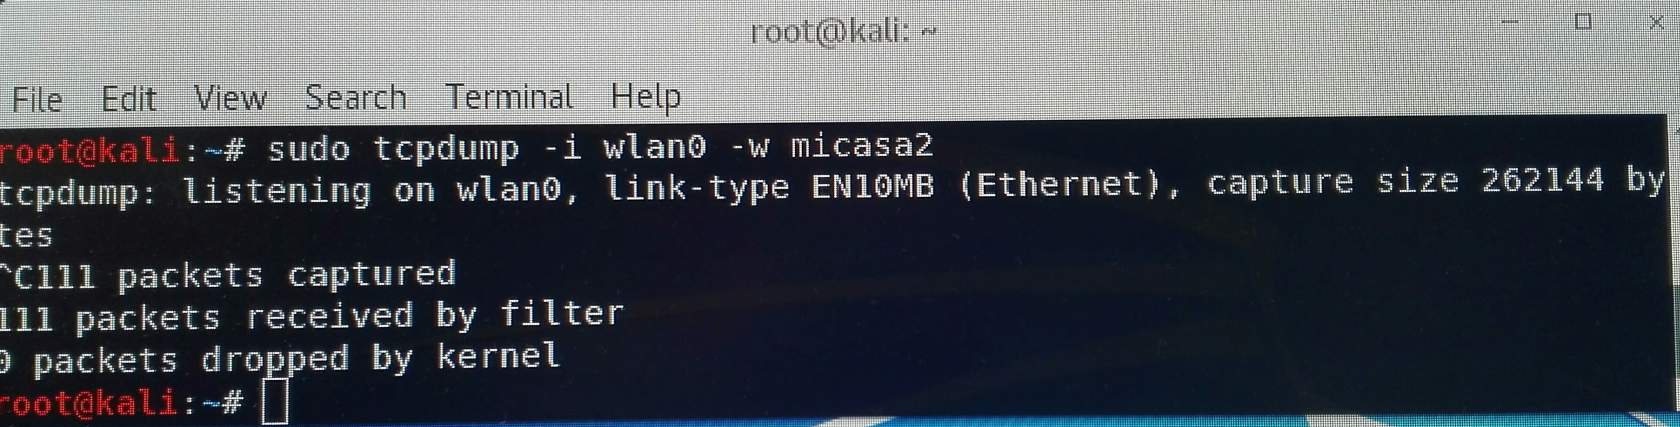 root@kali: ~
File Edit View Search Terminal Help
root@kali:~# sudo tcpdump -i wlan0 -w micasa2
tcpdump: listening on wlan0, link-type EN10MB (Ethernet), capture size 262144 by
tes
^C111 packets captured
111 packets received by filter
0 packets dropped by kernel
root@kali:~#